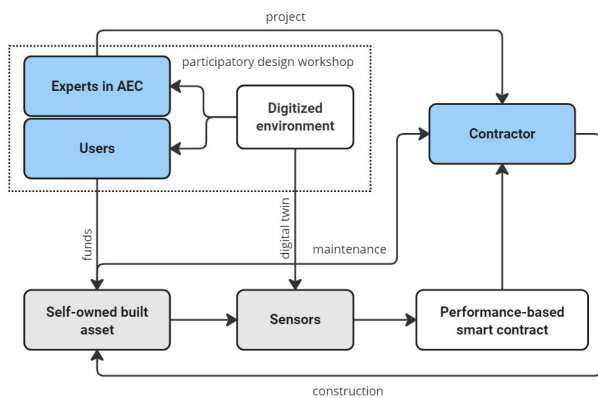 project
participatory design workshop
Experts in AEC
Users
Digitized
environment
Contractor
funds
digital twin
maintenance
Self-owned built
asset
Sensors
Performance-based
smart contract
construction